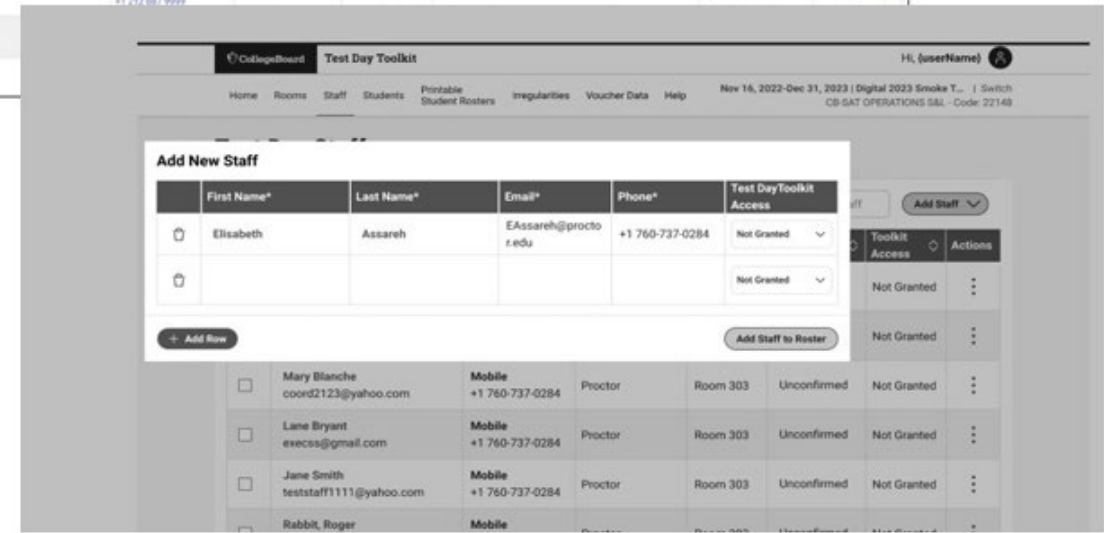 +1 212 687 9999
CollegeBoard Test Day Toolkit Hi, {userName}
Home Rooms Staff Students Printable Student Rosters Irregularities Voucher Data Help
Nov 16, 2022-Dec 31, 2023 | Digital 2023 Smoke T... | Switch
CB-SAT OPERATIONS S&L - Code: 22148
Add New Staff
First Name* Last Name* Email* Phone* Test DayToolkit Access
Elisabeth Assareh EAssareh@proctor.edu +1 760-737-0284 Not Granted
Not Granted
+ Add Row Add Staff to Roster
Add Staff
Toolkit Access Actions
Not Granted
Not Granted
Mary Blanche Mobile
coord2123@yahoo.com +1 760-737-0284 Proctor Room 303 Unconfirmed Not Granted
Lane Bryant Mobile
execss@gmail.com +1 760-737-0284 Proctor Room 303 Unconfirmed Not Granted
Jane Smith Mobile
teststaff1111@yahoo.com +1 760-737-0284 Proctor Room 303 Unconfirmed Not Granted
Rabbit, Roger Mobile